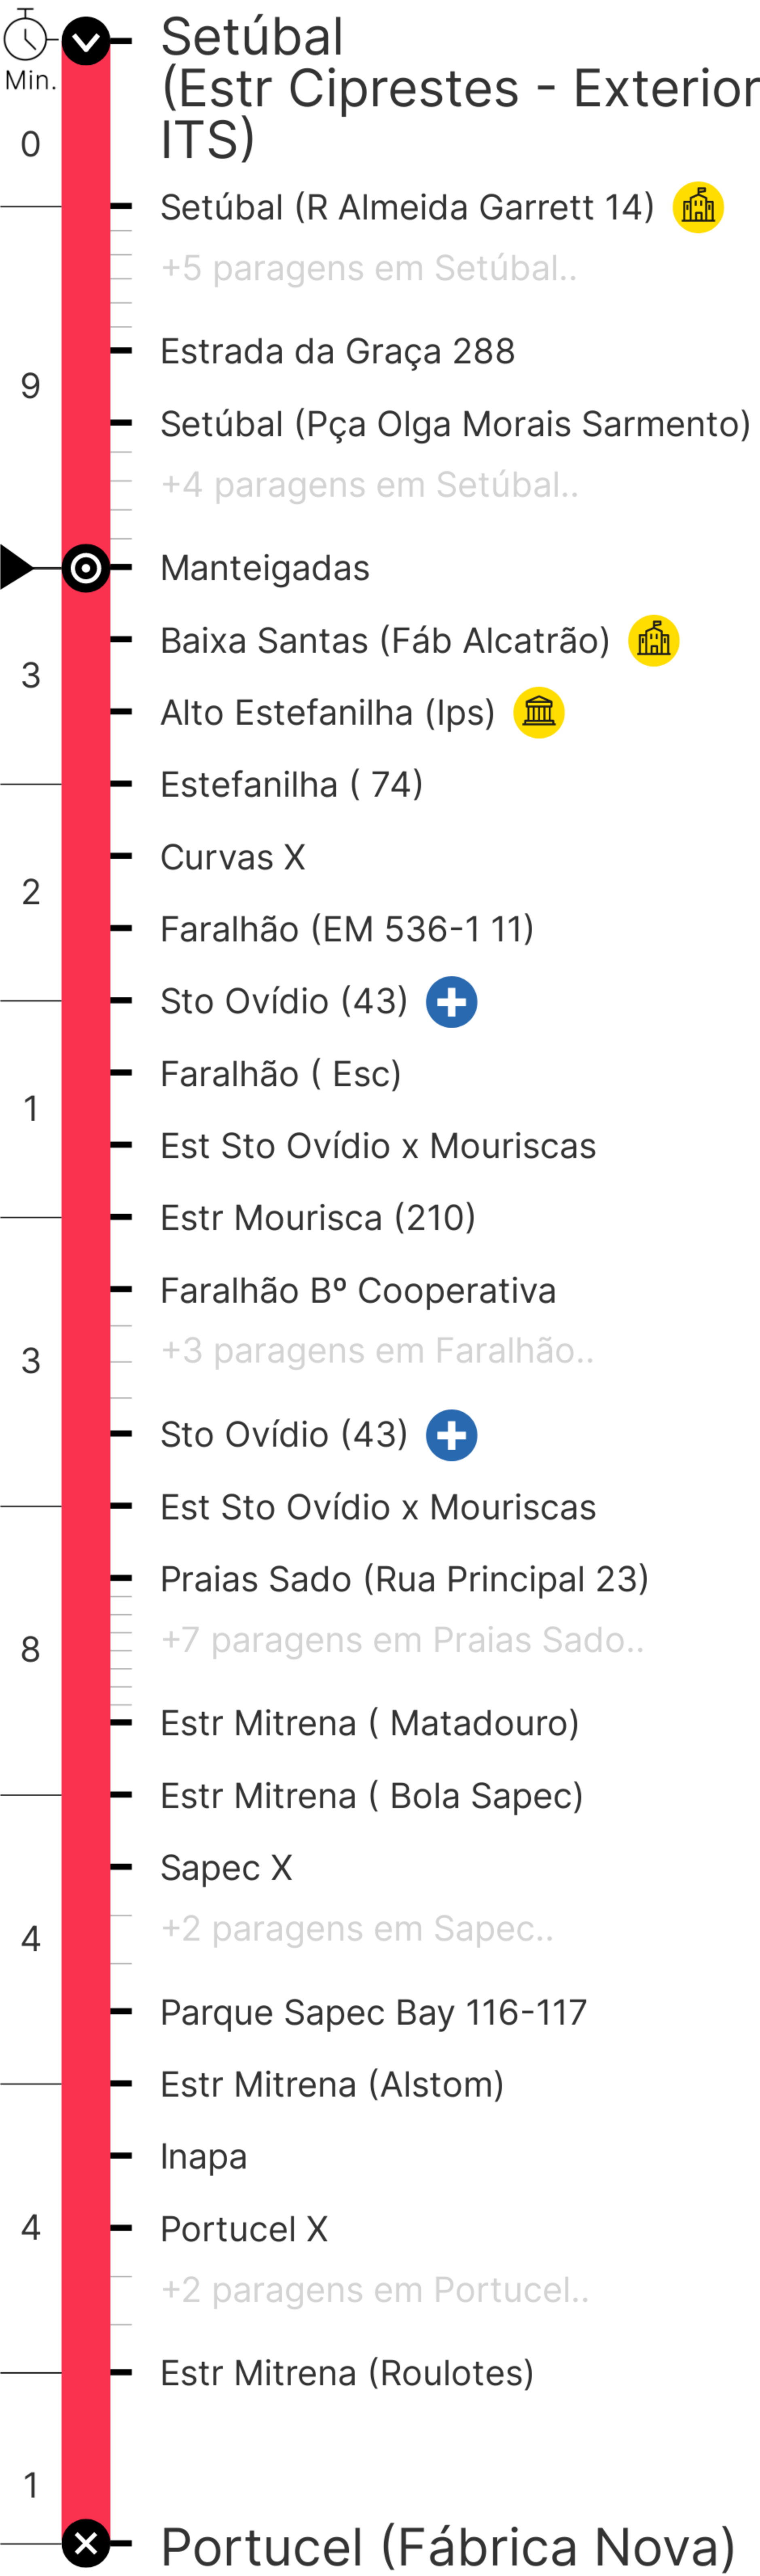 Setúbal
(Estr Ciprestes - Exterior
ITS)
Min.
0
Setúbal (R Almeida Garrett 14)
+5 paragens em Setúbal..
Estrada da Graça 288
9
Setúbal (Pça Olga Morais Sarmento)
+4 paragens em Setúbal..
Manteigadas
Baixa Santas (Fáb Alcatrão)
3
Alto Estefanilha (Ips)
Estefanilha ( 74)
Curvas X
2
Faralhão (EM 536-1 11)
Sto Ovídio (43)
Faralhão ( Esc)
1
Est Sto Ovídio x Mouriscas
Estr Mourisca (210)
Faralhão Bº Cooperativa
+3 paragens em Faralhão..
3
Sto Ovídio (43)
Est Sto Ovídio x Mouriscas
Praias Sado (Rua Principal 23)
+7 paragens em Praias Sado..
8
Estr Mitrena ( Matadouro)
Estr Mitrena ( Bola Sapec)
Sapec X
+2 paragens em Sapec..
4
Parque Sapec Bay 116-117
Estr Mitrena (Alstom)
Inapa
4
Portucel X
+2 paragens em Portucel..
Estr Mitrena (Roulotes)
1
Portucel (Fábrica Nova)